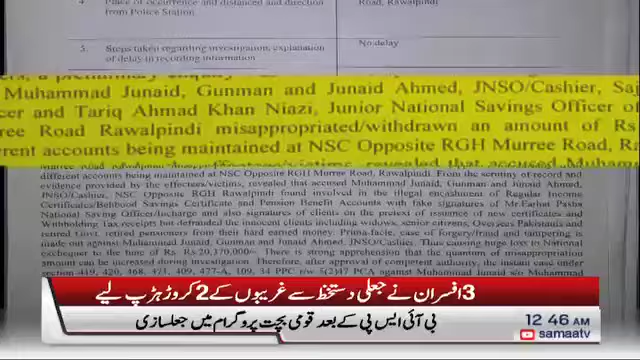 4. Place of occurrence and distance and direction from Police Station.
Road, Rawalpindi
5. Steps taken regarding investigation, explanation of delay in recording information
No delay
Muhammad Junaid, Gunman and Junaid Ahmed, JNSO/Cashier,
and Tariq Ahmad Khan Niazi, Junior National Savings Officer
Road Rawalpindi misappropriated/withdrawn an amount of Rs
accounts being maintained at NSC Opposite RGH Murree Road,
different accounts being maintained at NSC Opposite RGH Murree Road, Rawalpindi. From the scrutiny of record and
evidence provided by the effectees/victims, revealed that accused Muhammad Junaid, Gunman and Junaid Ahmed,
JNSO/Cashier, NSC Opposite RGH Rawalpindi found involved in the illegal encashment of Regular Income
Certificates/Behbood Savings Certificate and Pension Benefit Accounts with fake signatures of Mr.
National Saving Officer/Incharge and also signatures of clients on the pretext of issuance of new certificates and
Withholding Tax receipts but defrauded the innocent clients including widows, senior citizens, Overseas Pakistanis and
retired Govt. retired personnel from their hard earned money. Prima-facie, case of forgery/fraud and tampering is
made out against Muhammad Junaid, Gunman and Junaid Ahmed, JNSO/Cashier. Thus causing huge loss to National
exchequer to the tune of Rs. Rs.20,370,000/=. There is strong apprehension that the quantum of misappropriation
amount can be increased during investigation. Therefore, after approval of competent authority, the instant case under
section 419, 420, 468, 471, 409, 477-A, 109, 34 PPC r/w 5(2)47 PCA against Muhammad Junaid s/o Muhammad
3 افسران نے جعلی دستخط سے غریبوں کے 2 کروڑ ہڑپ لیے
بی آئی ایس پی کے بعد قومی بچت پروگرام میں جعلسازی
12:46 AM
samaatv